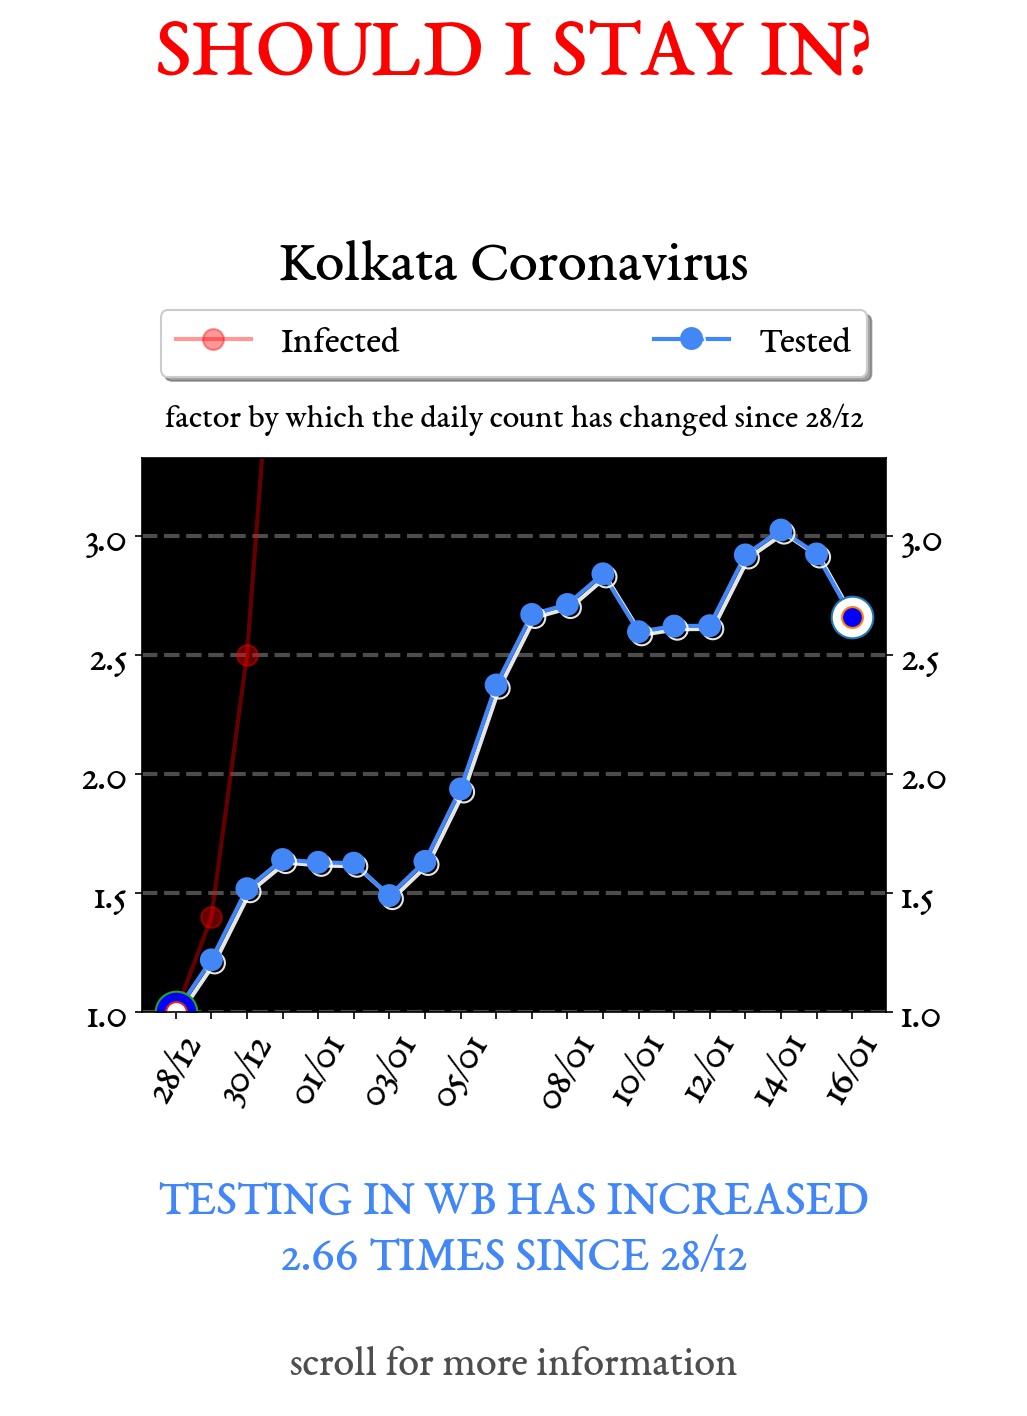 SHOULD I STAY IN?
Kolkata Coronavirus
Infected Tested
factor by which the daily count has changed since 28/12
3.0 3.0
2.5 2.5
2.0 2.0
1.5 1.5
1.0 1.0
28/12 30/12 01/01 03/01 05/01 08/01 10/01 12/01 14/01 16/01
TESTING IN WB HAS INCREASED
2.66 TIMES SINCE 28/12
scroll for more information